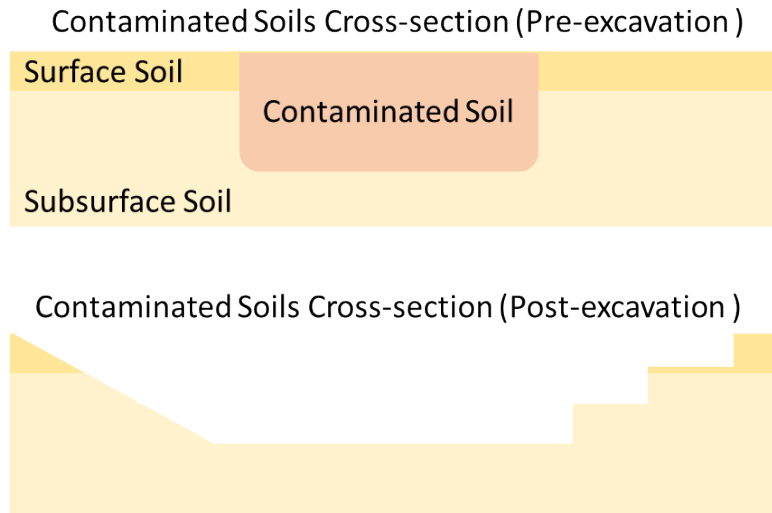 Contaminated Soils Cross-section (Pre-excavation )
Surface Soil
Contaminated Soil
Subsurface Soil
Contaminated Soils Cross-section (Post-excavation )